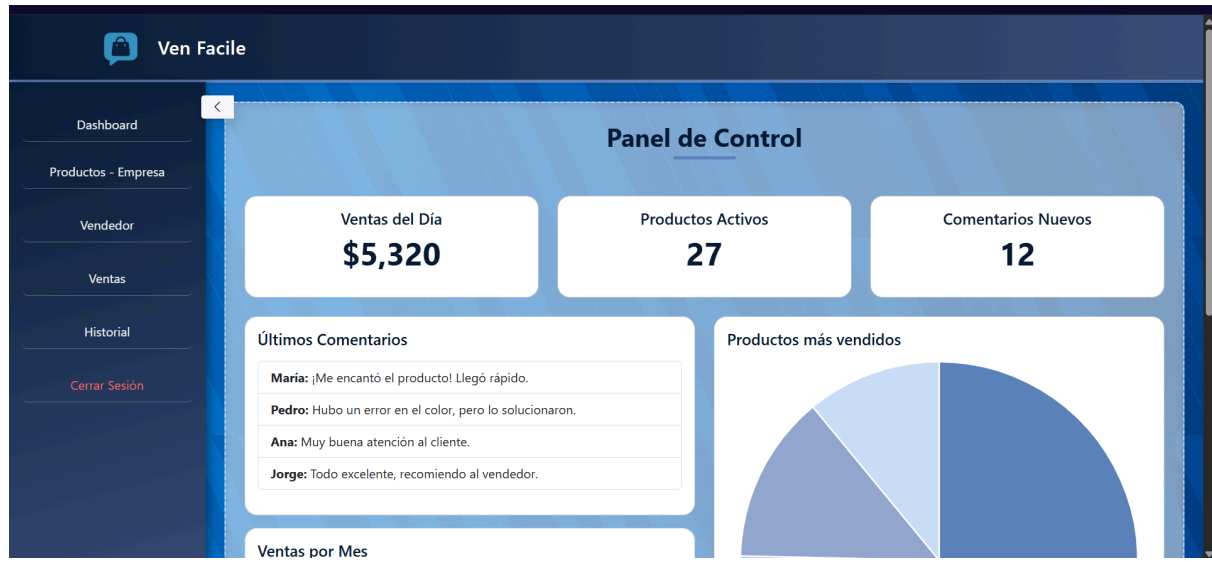 Ven Facile
Dashboard
Productos - Empresa
Vendedor
Ventas
Historial
Cerrar Sesión
Panel de Control
Ventas del Día
$5,320
Productos Activos
27
Comentarios Nuevos
12
Últimos Comentarios
María: ¡Me encantó el producto! Llegó rápido.
Pedro: Hubo un error en el color, pero lo solucionaron.
Ana: Muy buena atención al cliente.
Jorge: Todo excelente, recomiendo al vendedor.
Productos más vendidos
Ventas por Mes